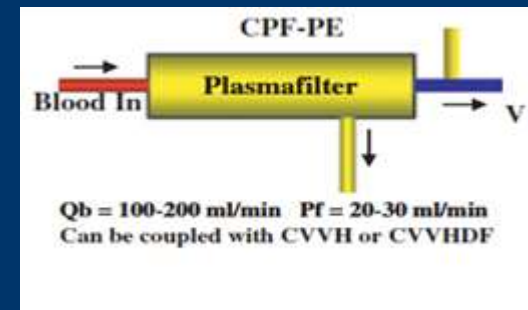 CPF-PE
Plasmafilter
Blood In
V
Qb = 100-200 ml/min Pf = 20-30 ml/min
Can be coupled with CVVH or CVVHDF